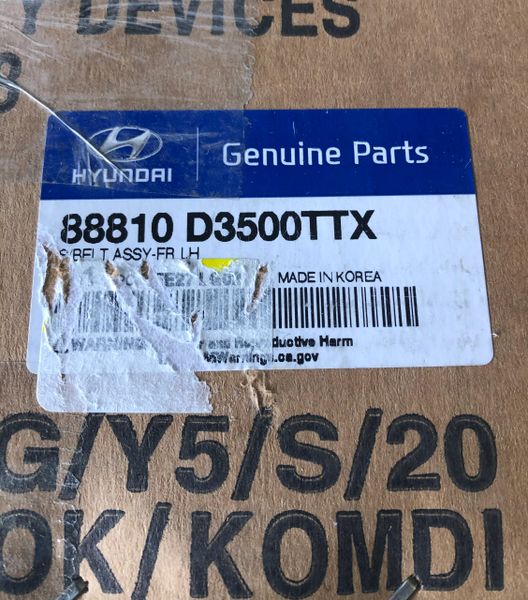 Y DEVICES
8
HYUNDAI
Genuine Parts
88810 D3500TTX
S/BELT ASSY-FR LH
MADE IN KOREA
WARNING
Reproductive Harm
Warnings.ca.gov
G/Y5/S/20
OK/KOMDI